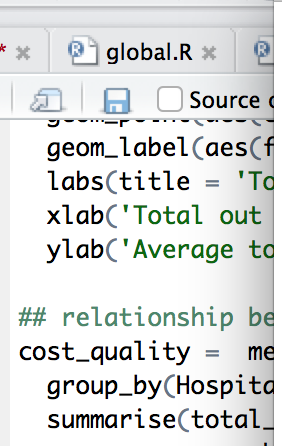 * global.R
Source
geom_point(aes(
geom_label(aes(f
labs(title = 'To
xlab('Total out
ylab('Average to
## relationship be
cost_quality = me
group_by(Hospita
summarise(total_